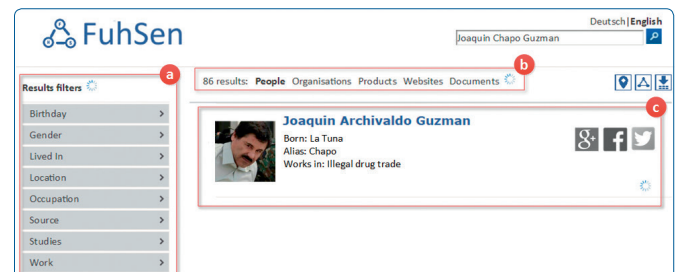 Deutsch|English
FuhSen
Joaquin Chapo Guzman
a
b
Results filters
86 results: People Organisations Products Websites Documents
c
Birthday
Gender
Lived In
Location
Occupation
Source
Studies
Work
Joaquin Archivaldo Guzman
Born: La Tuna
Alias: Chapo
Works in: Illegal drug trade
g+ f